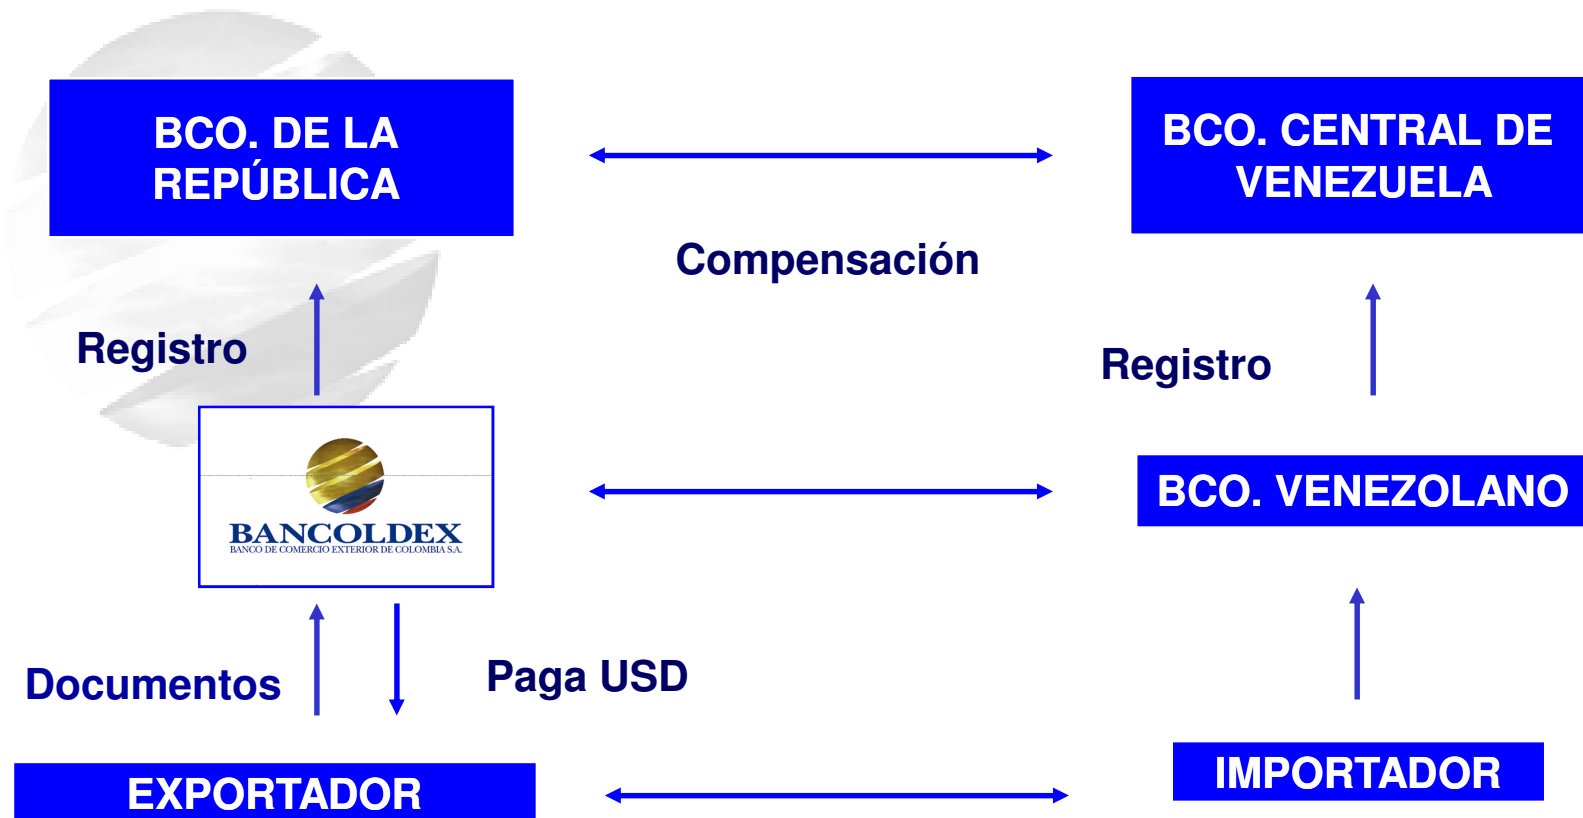 BCO. DE LA
REPÚBLICA
BCO. CENTRAL DE
VENEZUELA
Compensación
Registro
Registro
BANCOLDEX
BANCO DE COMERCIO EXTERIOR DE COLOMBIA S.A.
BCO. VENEZOLANO
Documentos
Paga USD
EXPORTADOR
IMPORTADOR